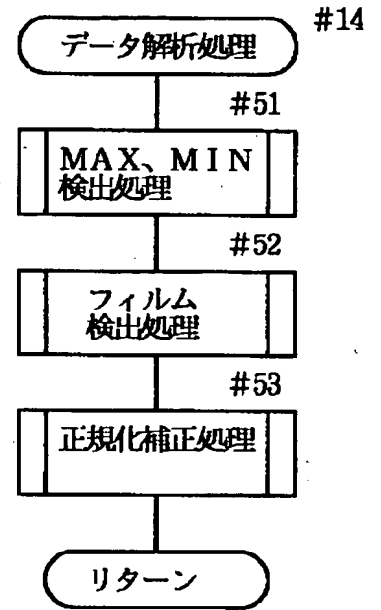 #14
データ解析処理
#51
MAX、MIN
検出処理
#52
フィルム
検出処理
#53
正規化補正処理
リターン